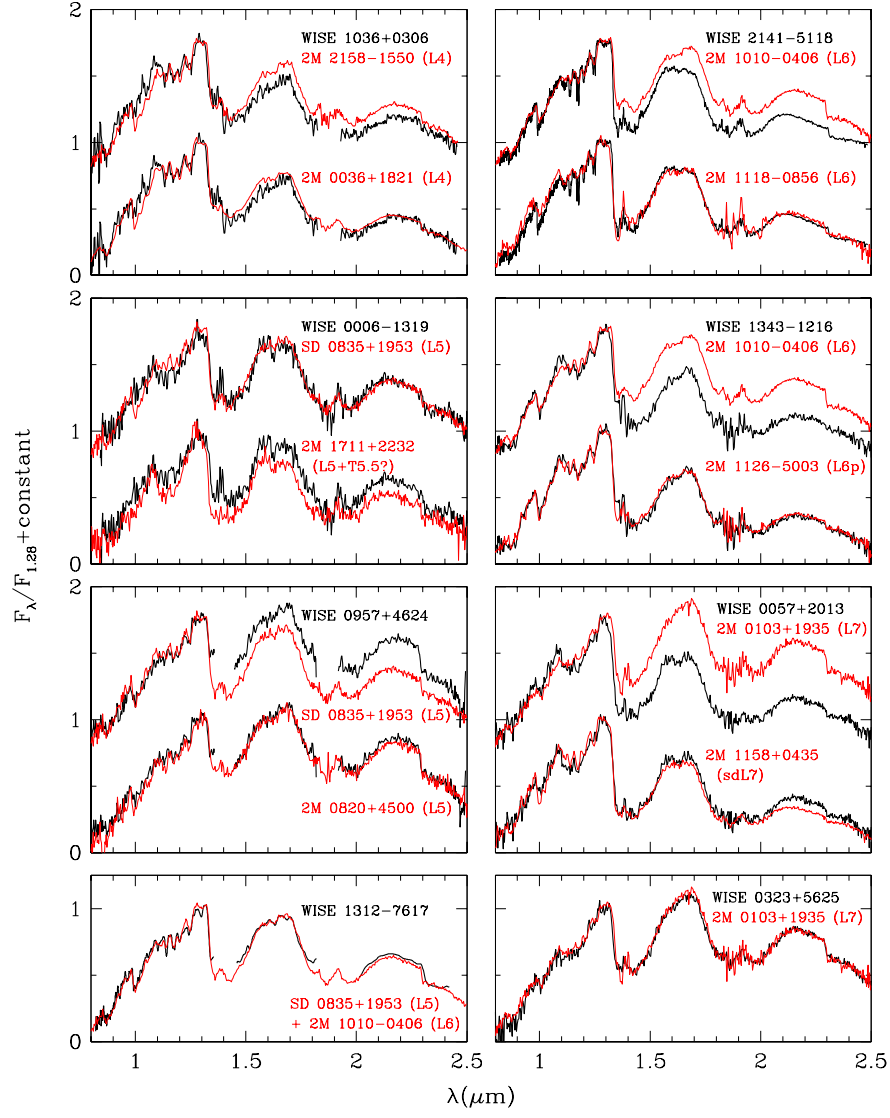 2
WISE 1036+0306
2M 2158−1550 (L4)
1
2M 0036+1821 (L4)
0
WISE 2141−5118
2M 1010−0406 (L6)
2M 1118−0856 (L6)
2
WISE 0006−1319
SD 0835+1953 (L5)
1
2M 1711+2232
(L5+T5.5?)
0
WISE 1343−1216
2M 1010−0406 (L6)
2M 1126−5003 (L6p)
Fλ/F1.28+constant
2
WISE 0957+4624
1
SD 0835+1953 (L5)
2M 0820+4500 (L5)
0
WISE 0057+2013
2M 0103+1935 (L7)
2M 1158+0435
(sdL7)
1
WISE 1312−7617
SD 0835+1953 (L5)
+ 2M 1010−0406 (L6)
0
WISE 0323+5625
2M 0103+1935 (L7)
1 1.5 2 2.5
1 1.5 2 2.5
λ(μm)